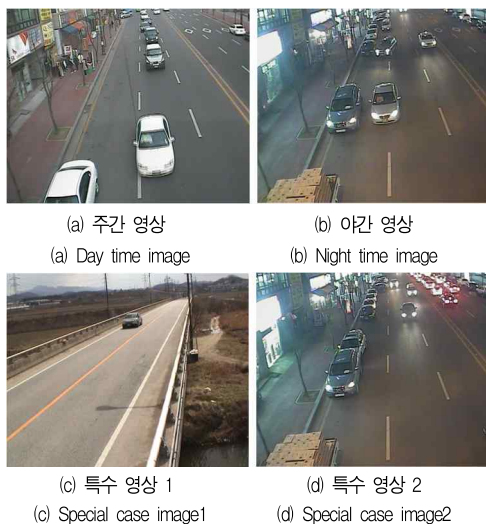 (a) 주간 영상
(a) Day time image
(b) 야간 영상
(b) Night time image
(c) 특수 영상 1
(c) Special case image1
(d) 특수 영상 2
(d) Special case image2